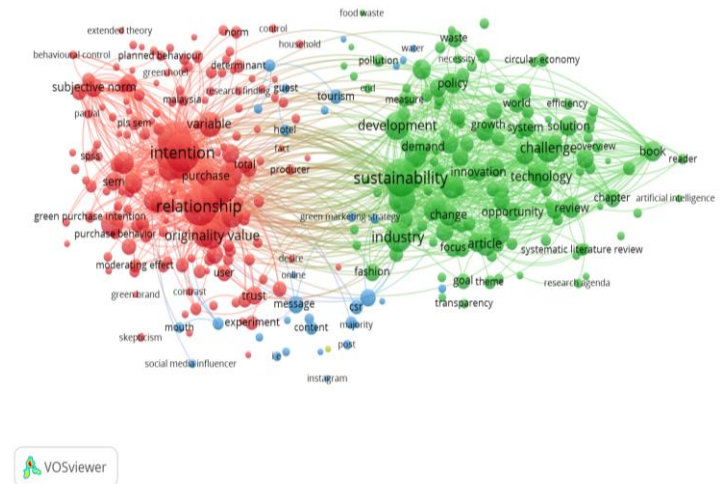 food waste
extended theory
norm
control
waste
household
water
behavioural control
planned behaviour
necessity
circular economy
pollution
green hotel
determinant
subjective norm
research finding
guest
end
policy
malaysia
tourism
measure
world
efficiency
partial
pls sem
variable
hotel
development
growth
system
solution
fact
demand
challenge
overview
spss
intention
total
producer
book
reader
sem
purchase
sustainability
innovation
technology
relationship
chapter
artificial intelligence
green purchase intention
green marketing strategy
change
opportunity
review
purchase behavior
originality value
industry
focus
article
systematic literature review
moderating effect
user
desire
online
fashion
goal
theme
research agenda
green brand
contrast
trust
message
csr
transparency
mouth
experiment
content
majority
skepticism
i.e
post
social media influencer
instagram
VOSviewer